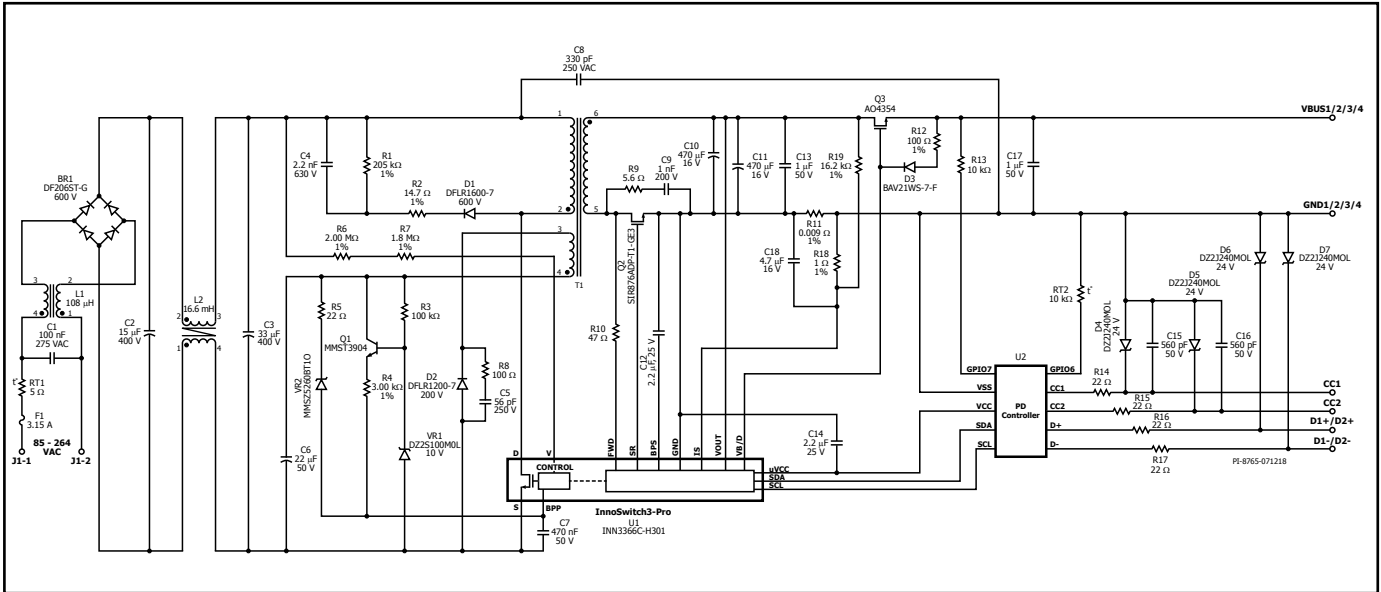 C8
330 pF
250 VAC
Q3
AO4354
VBUS1/2/3/4
BR1
DF206ST-G
600 V
C4
2.2 nF
630 V
R1
205 kΩ
1%
R2
14.7 Ω
1%
D1
DFLR1600-7
600 V
1
2
3
4
T1
6
5
R9
5.6 Ω
C9
1 nF
200 V
C10
470 µF
16 V
C11
470 µF
16 V
C13
1 µF
50 V
R19
16.2 kΩ
1%
R12
100 Ω
1%
D3
BAV21WS-7-F
R13
10 kΩ
C17
1 µF
50 V
GND1/2/3/4
R6
2.00 MΩ
1%
R7
1.8 MΩ
1%
Q2
SIR876ADP-T1-GE3
C18
4.7 µF
16 V
R11
0.009 Ω
1%
R18
1 Ω
1%
D6
DZ2J240MOL
24 V
D7
DZ2J240MOL
24 V
D5
DZ2J240MOL
24 V
RT2
10 kΩ
t°
D4
DZ2J240MOL
24 V
C15
560 pF
50 V
C16
560 pF
50 V
3
2
L1
108 µH
4
1
C1
100 nF
275 VAC
t°
RT1
5 Ω
F1
3.15 A
85 - 264
VAC
J1-1
J1-2
C2
15 µF
400 V
L2
16.6 mH
2
3
1
4
C3
33 µF
400 V
R5
22 Ω
Q1
MMST3904
R3
100 kΩ
VR2
MMSZ5260BT1O
R4
3.00 kΩ
1%
D2
DFLR1200-7
200 V
R8
100 Ω
C5
56 pF
250 V
VR1
DZ2S100M0L
10 V
C6
22 µF
50 V
R10
47 Ω
C12
2.2 µF, 25 V
C14
2.2 µF
25 V
U2
PD
Controller
GPIO7
VSS
VCC
SDA
SCL
GPIO6
CC1
CC2
D+
D-
R14
22 Ω
R15
22 Ω
R16
22 Ω
R17
22 Ω
CC1
CC2
D1+/D2+
D1-/D2-
PI-8765-071218
D
V
FWD
SR
BPS
GND
IS
VOUT
VB/D
CONTROL
uVCC
SDA
SCL
S
BPP
InnoSwitch3-Pro
U1
INN3366C-H301
C7
470 nF
50 V